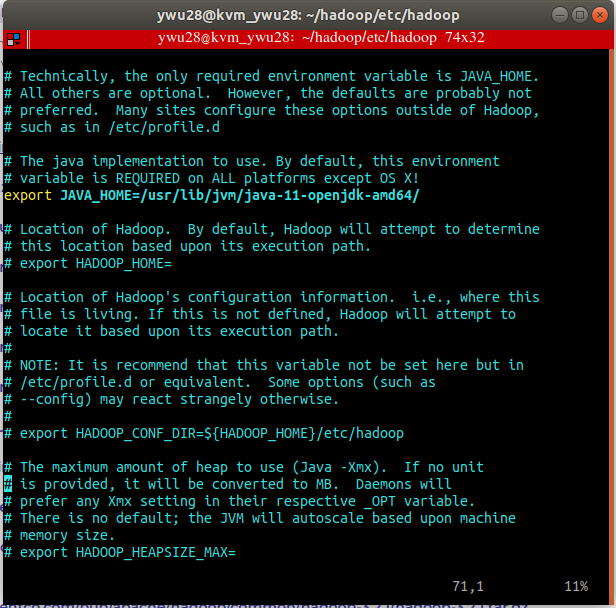 ywu28@kvm_ywu28: ~/hadoop/etc/hadoop
ywu28@kvm_ywu28: ~/hadoop/etc/hadoop 74x32
# Technically, the only required environment variable is JAVA_HOME.
# All others are optional.  However, the defaults are probably not
# preferred.  Many sites configure these options outside of Hadoop,
# such as in /etc/profile.d
# The java implementation to use. By default, this environment
# variable is REQUIRED on ALL platforms except OS X!
export JAVA_HOME=/usr/lib/jvm/java-11-openjdk-amd64/
# Location of Hadoop.  By default, Hadoop will attempt to determine
# this location based upon its execution path.
# export HADOOP_HOME=
# Location of Hadoop's configuration information.  i.e., where this
# file is living. If this is not defined, Hadoop will attempt to
# locate it based upon its execution path.
#
# NOTE: It is recommend that this variable not be set here but in
# /etc/profile.d or equivalent.  Some options (such as
# --config) may react strangely otherwise.
#
# export HADOOP_CONF_DIR=${HADOOP_HOME}/etc/hadoop
# The maximum amount of heap to use (Java -Xmx).  If no unit
# is provided, it will be converted to MB.  Daemons will
# prefer any Xmx setting in their respective _OPT variable.
# There is no default; the JVM will autoscale based upon machine
# memory size.
# export HADOOP_HEAPSIZE_MAX=
71,1 11%